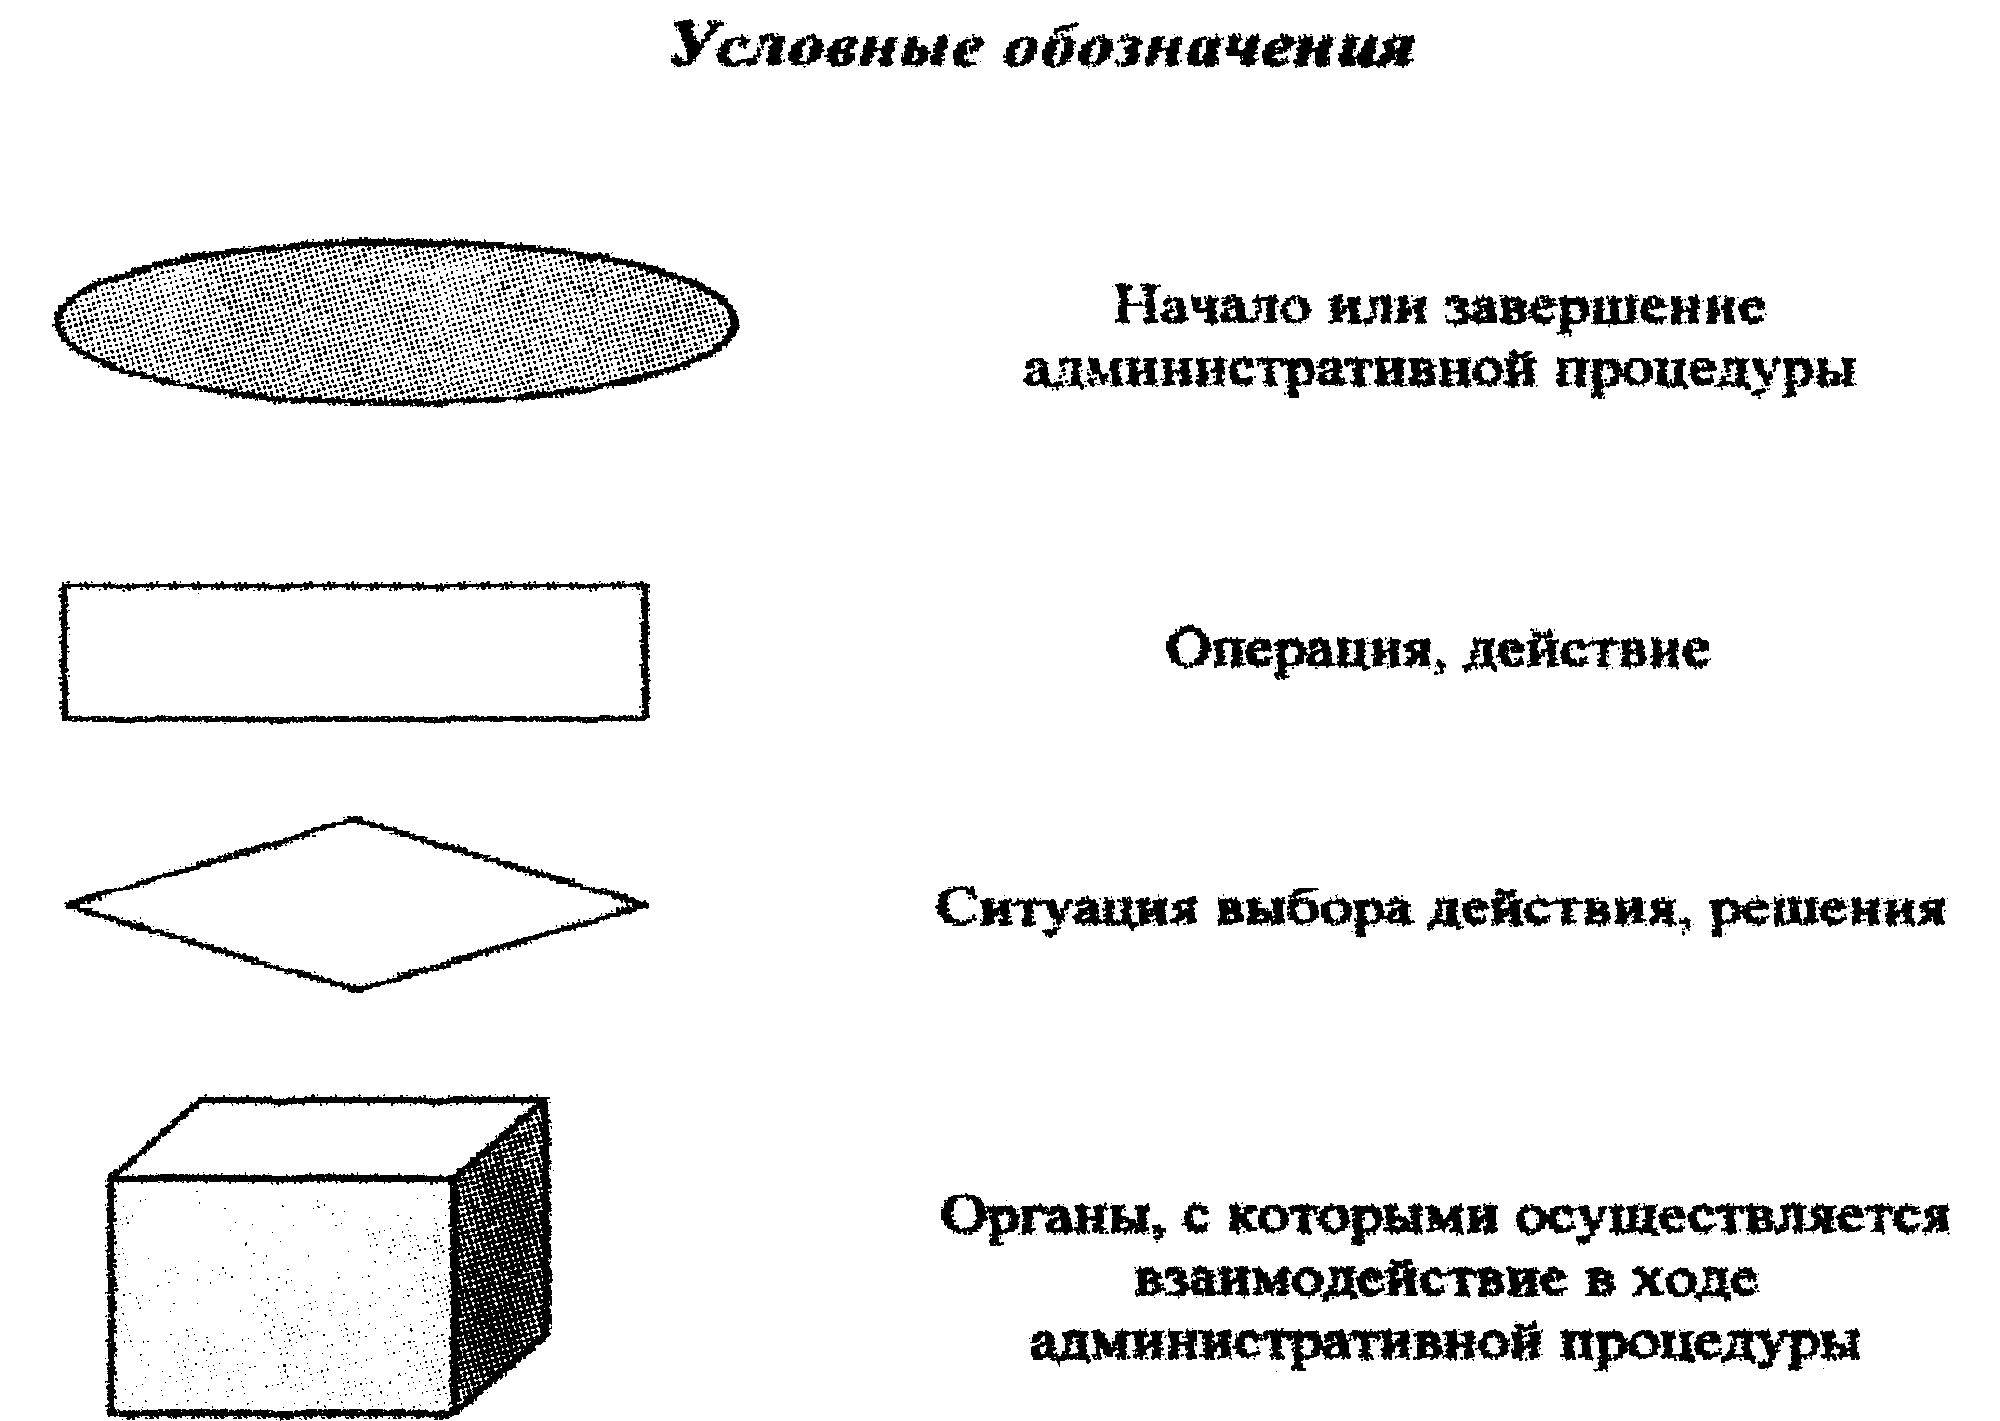 Условные обозначения
Начало или завершение
административной процедуры
Операция, действие
Ситуация выбора действия, решения
Органы, с которыми осуществляется
взаимодействие в ходе
административной процедуры